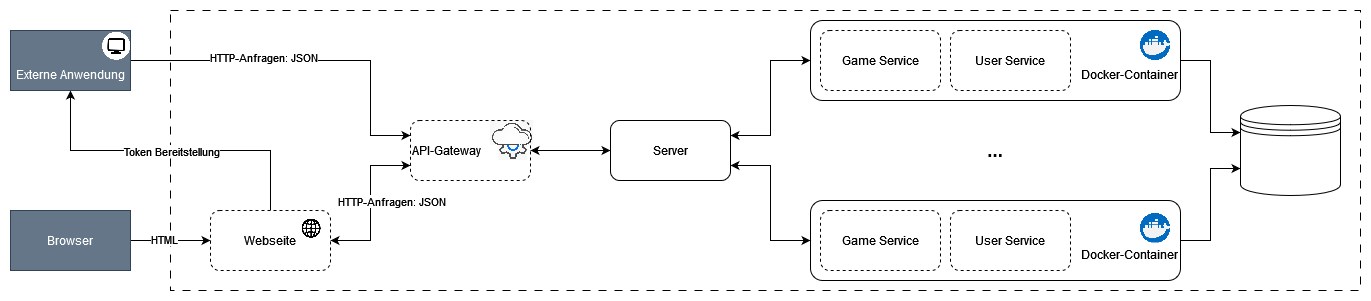 Externe Anwendung
HTTP-Anfragen: JSON
Token Bereitstellung
Browser
HTML
Webseite
HTTP-Anfragen: JSON
API-Gateway
Server
Game Service
User Service
Docker-Container
...
Game Service
User Service
Docker-Container